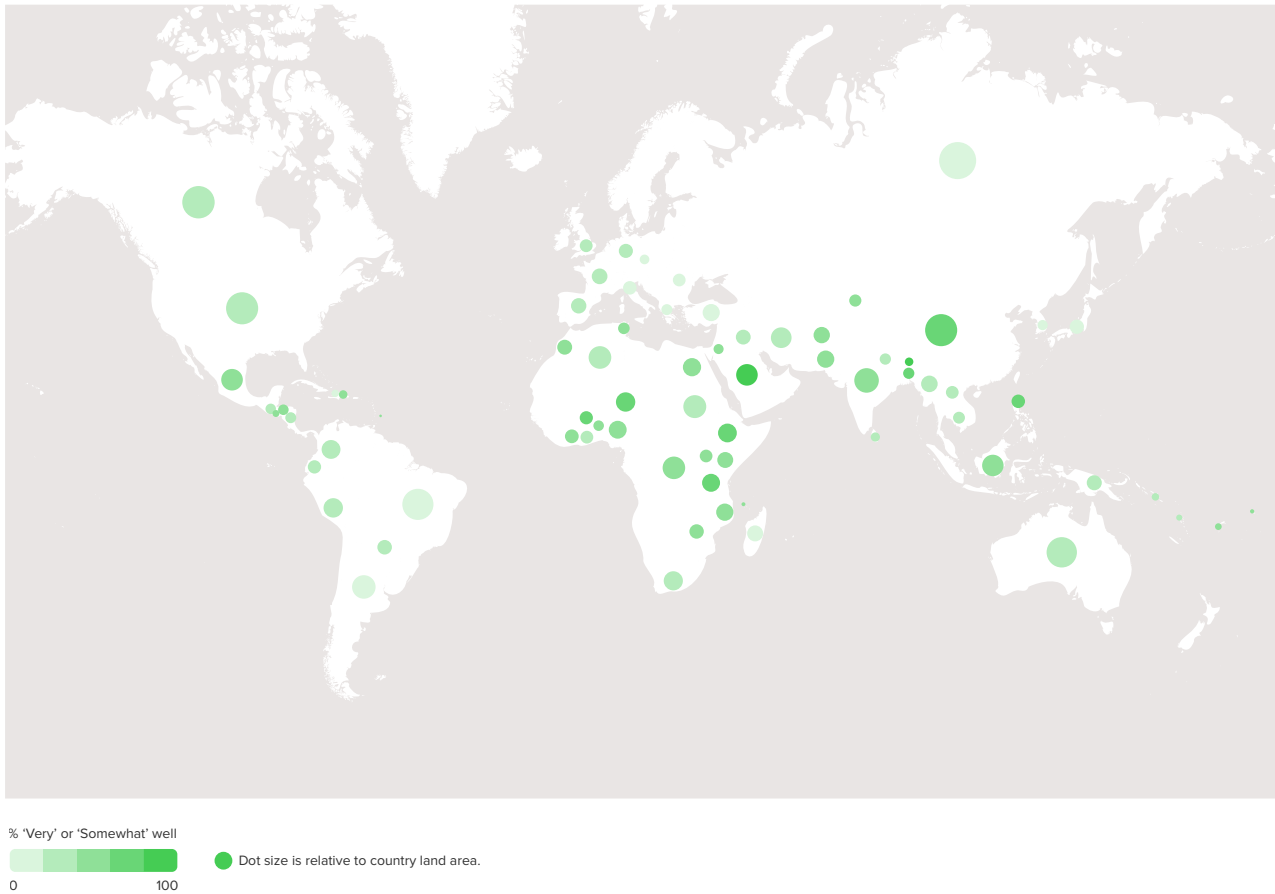 % ‘Very’ or ‘Somewhat’ well
Dot size is relative to country land area.
0 100